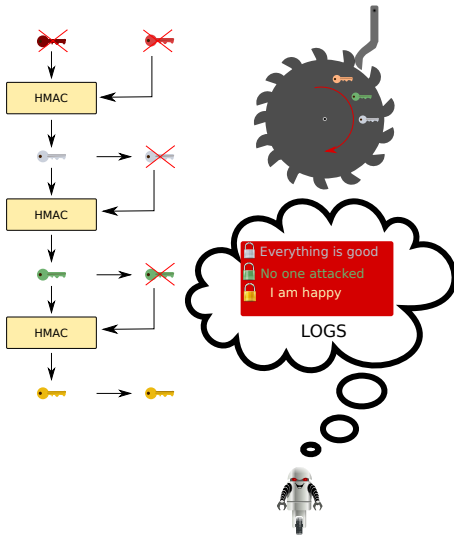 HMAC
HMAC
HMAC
Everything is good
No one attacked
I am happy
LOGS